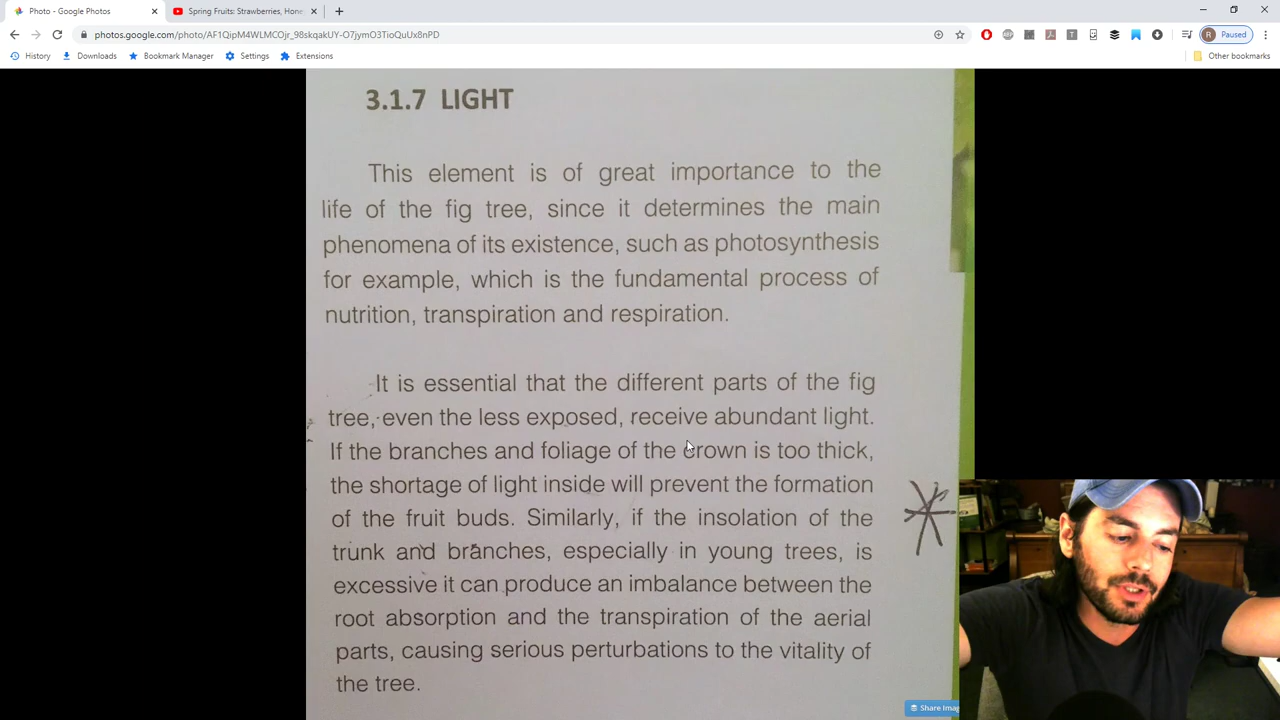 Photo - Google Photos
Spring Fruits: Strawberries, Hone
photos.google.com/photo/AF1QipM4WLMCOjr_98skqakUY-O7jymO3TioQuUx8nPD
Paused
History
Downloads
Bookmark Manager
Settings
Extensions
Other bookmarks
3.1.7 LIGHT
This element is of great importance to the
life of the fig tree, since it determines the main
phenomena of its existence, such as photosynthesis
for example, which is the fundamental process of
nutrition, transpiration and respiration.
It is essential that the different parts of the fig
tree, even the less exposed, receive abundant light.
If the branches and foliage of the crown is too thick,
the shortage of light inside will prevent the formation
of the fruit buds. Similarly, if the insolation of the
trunk and branches, especially in young trees, is
excessive it can produce an imbalance between the
root absorption and the transpiration of the aerial
parts, causing serious perturbations to the vitality of
the tree.
Share Imag